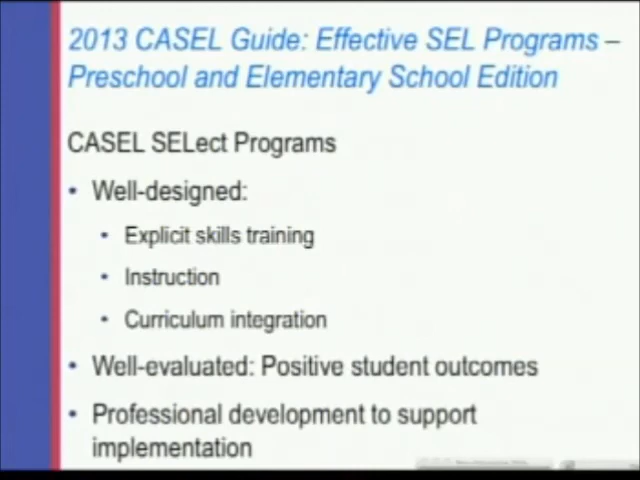 2013 CASEL Guide: Effective SEL Programs –
Preschool and Elementary School Edition
CASEL SELect Programs
• Well-designed:
• Explicit skills training
• Instruction
• Curriculum integration
• Well-evaluated: Positive student outcomes
• Professional development to support
implementation